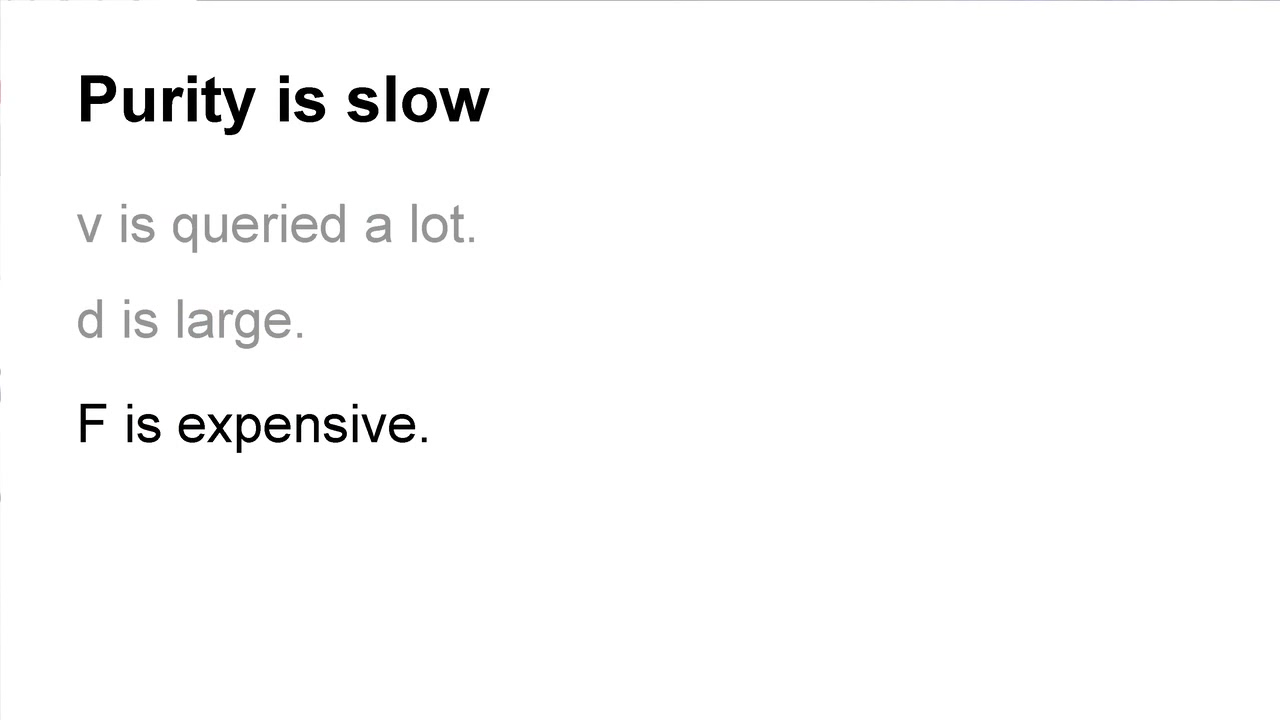 Purity is slow
v is queried a lot.
d is large.
F is expensive.